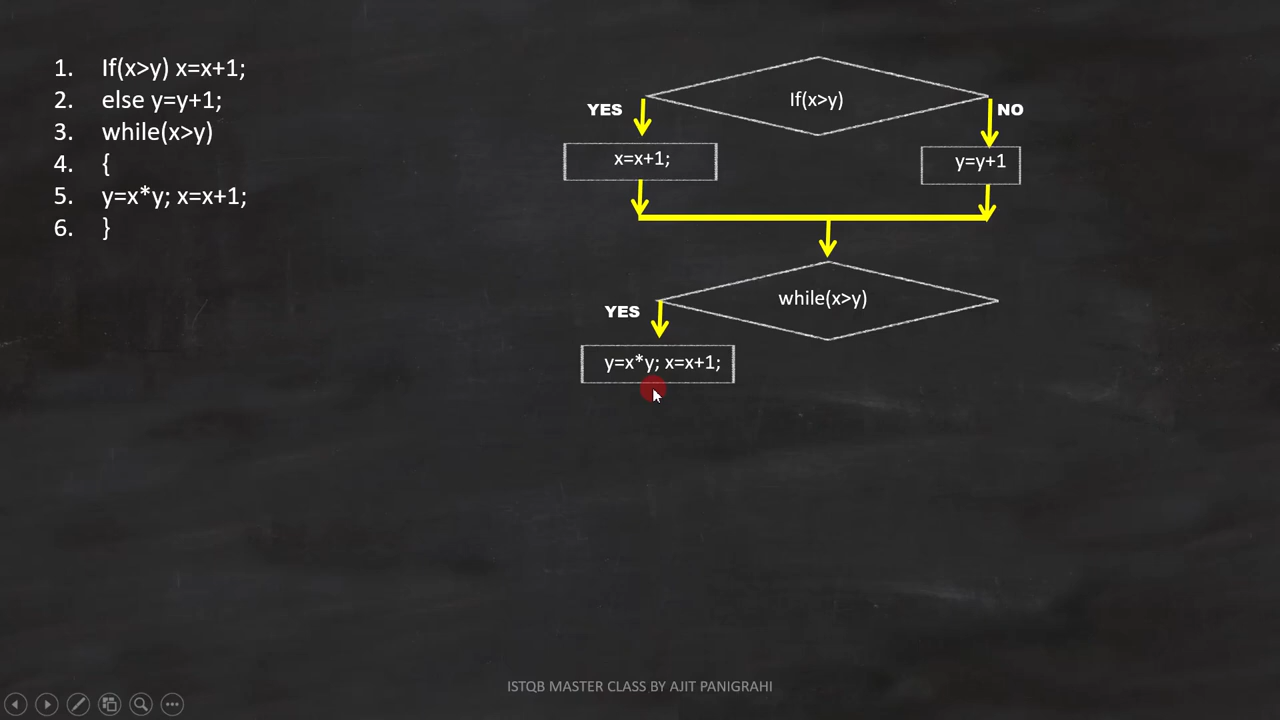 1. If(x>y) x=x+1;
2. else y=y+1;
3. while(x>y)
4. {
5. y=x*y; x=x+1;
6. }
If(x>y)
YES
NO
x=x+1;
y=y+1
while(x>y)
YES
y=x*y; x=x+1;
ISTQB MASTER CLASS BY AJIT PANIGRAHI